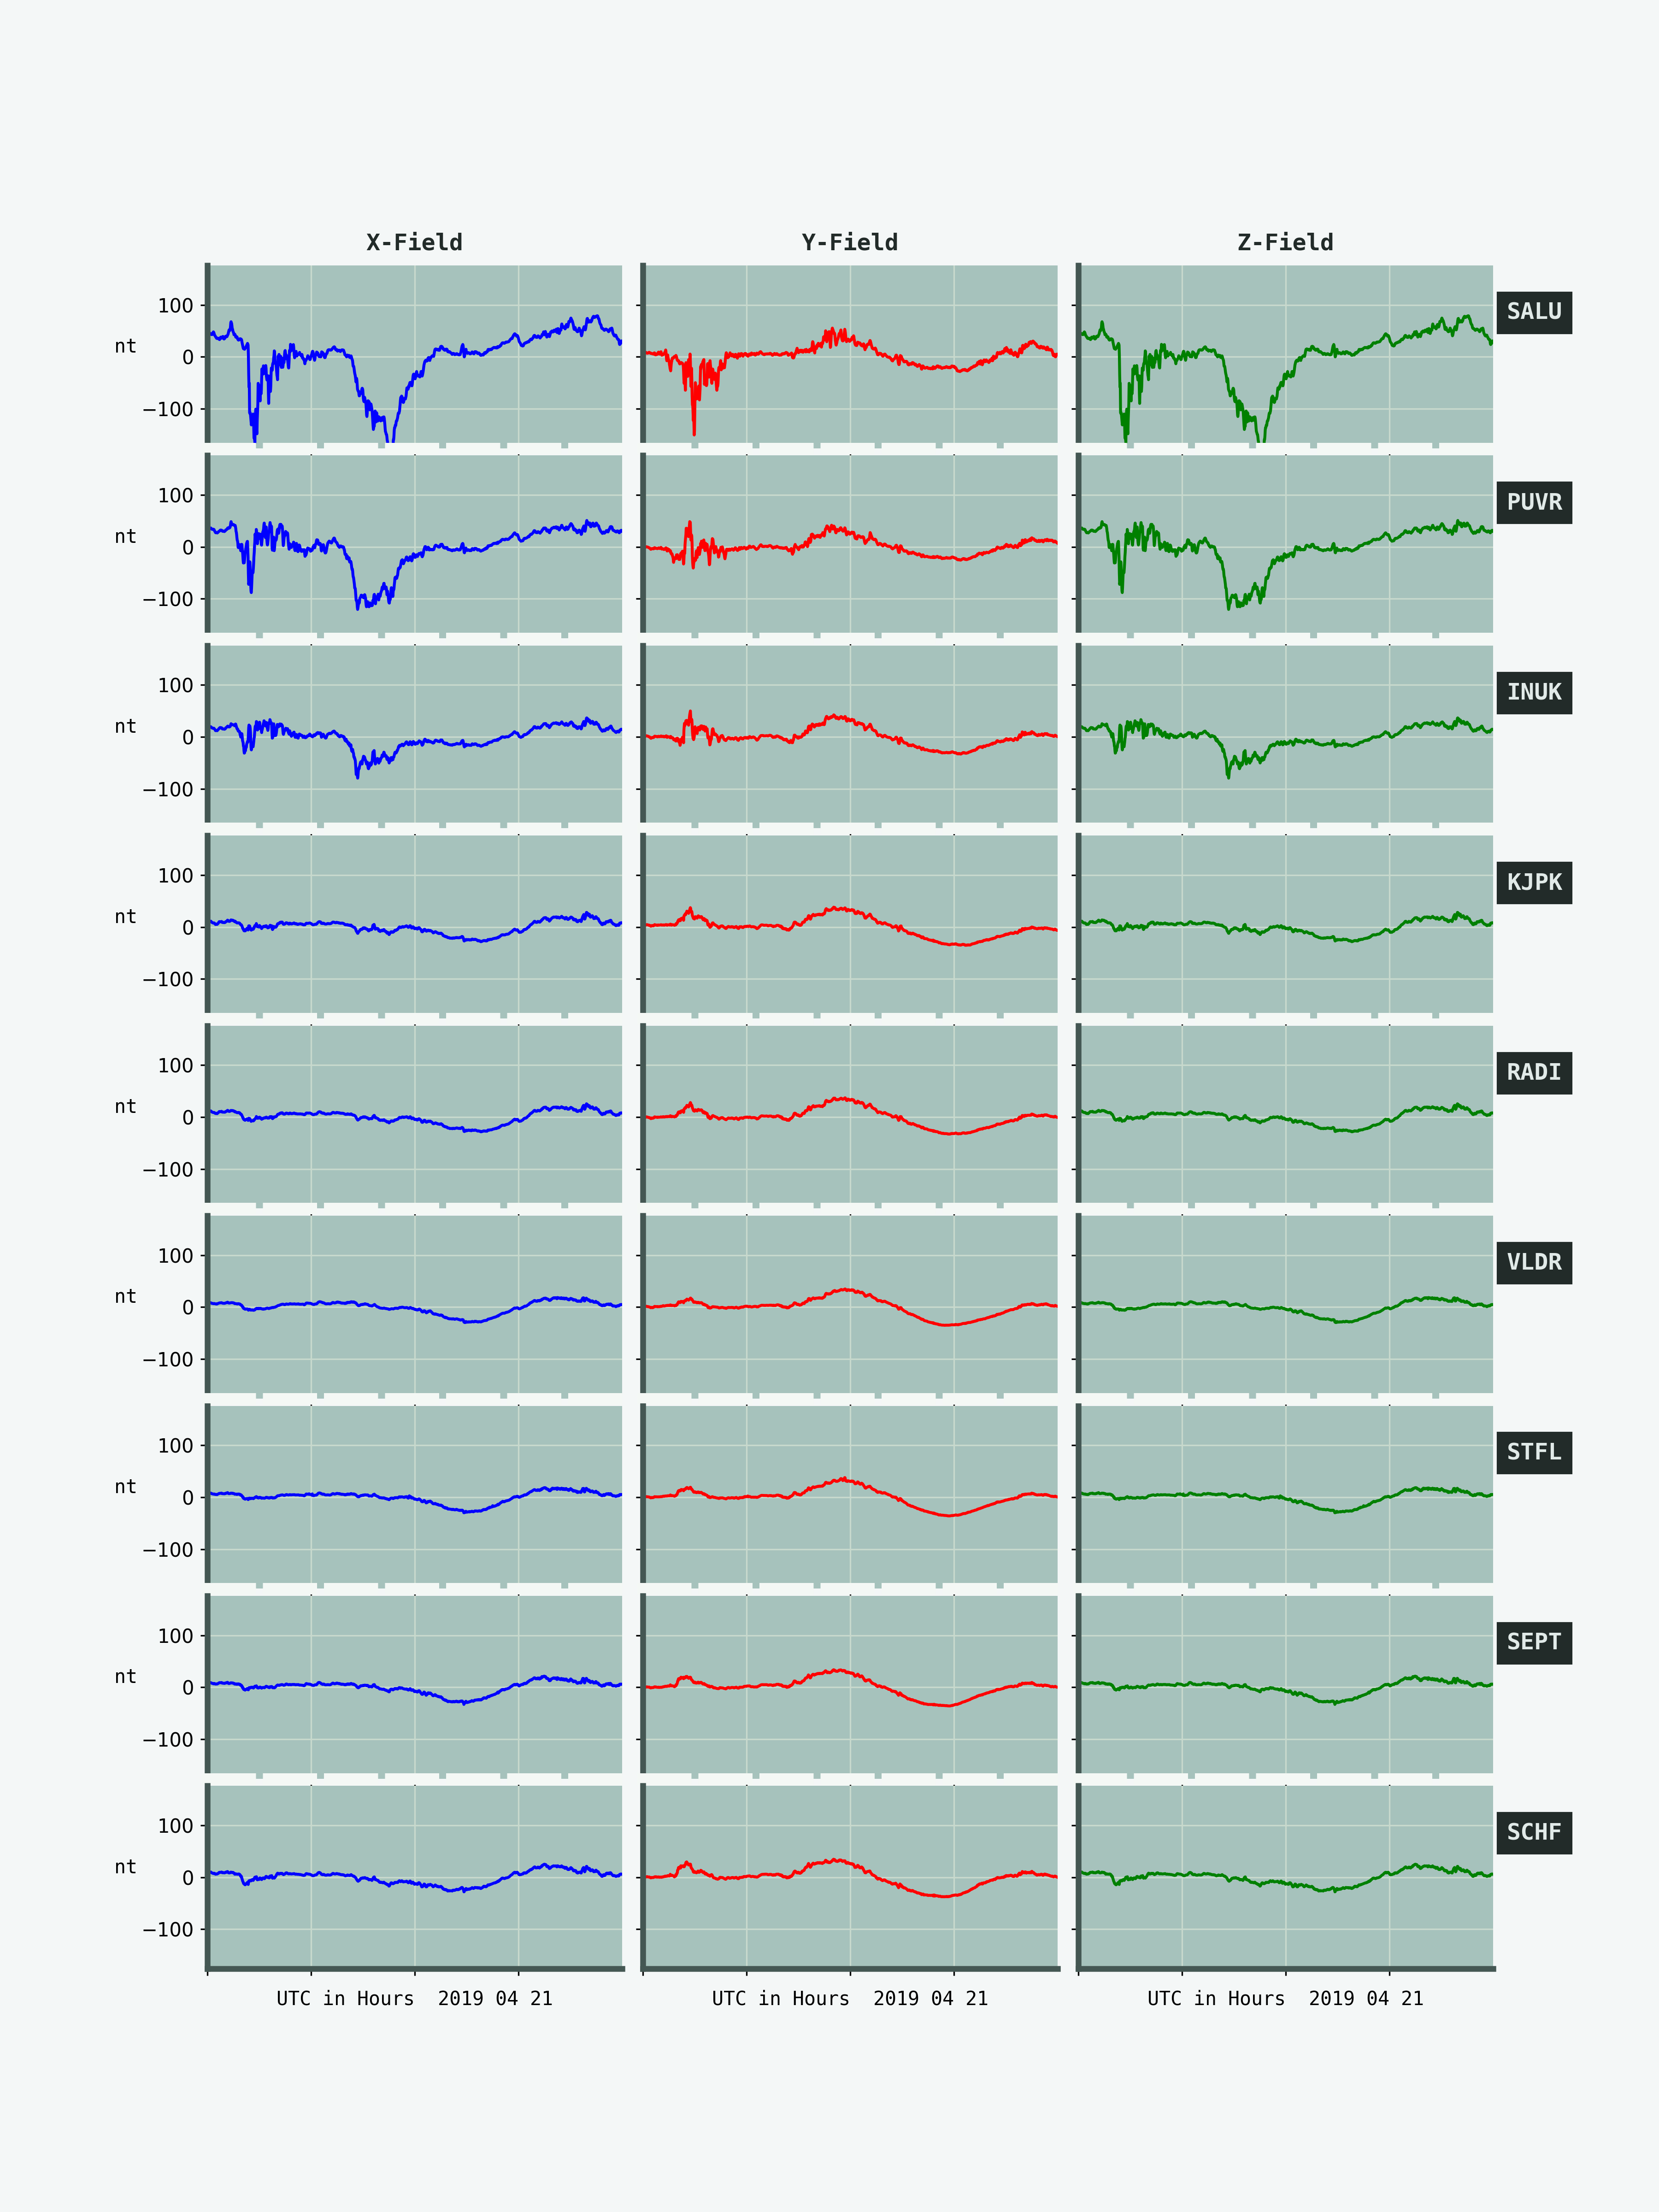 X-Field Y-Field Z-Field
100
nt 0
−100
SALU
100
nt 0
−100
PUVR
100
nt 0
−100
INUK
100
nt 0
−100
KJPK
100
nt 0
−100
RADI
100
nt 0
−100
VLDR
100
nt 0
−100
STFL
100
nt 0
−100
SEPT
100
nt 0
−100
SCHF
UTC in Hours 2019 04 21 UTC in Hours 2019 04 21 UTC in Hours 2019 04 21